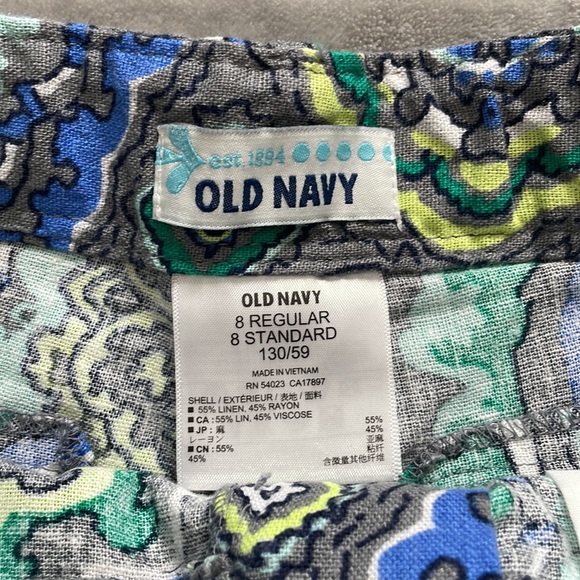 EST. 1994
OLD NAVY
OLD NAVY
8 REGULAR
8 STANDARD
130/59
MADE IN VIETNAM
RN 54023 CA17897
SHELL / EXTÉRIEUR / 表地 / 面料
■ 55% LINEN, 45% RAYON
■ CA : 55% LIN, 45% VISCOSE
■ JP : 麻 55%
レーヨン 45%
■ CN : 55% 亚麻
45% 粘纤
含微量其他纤维